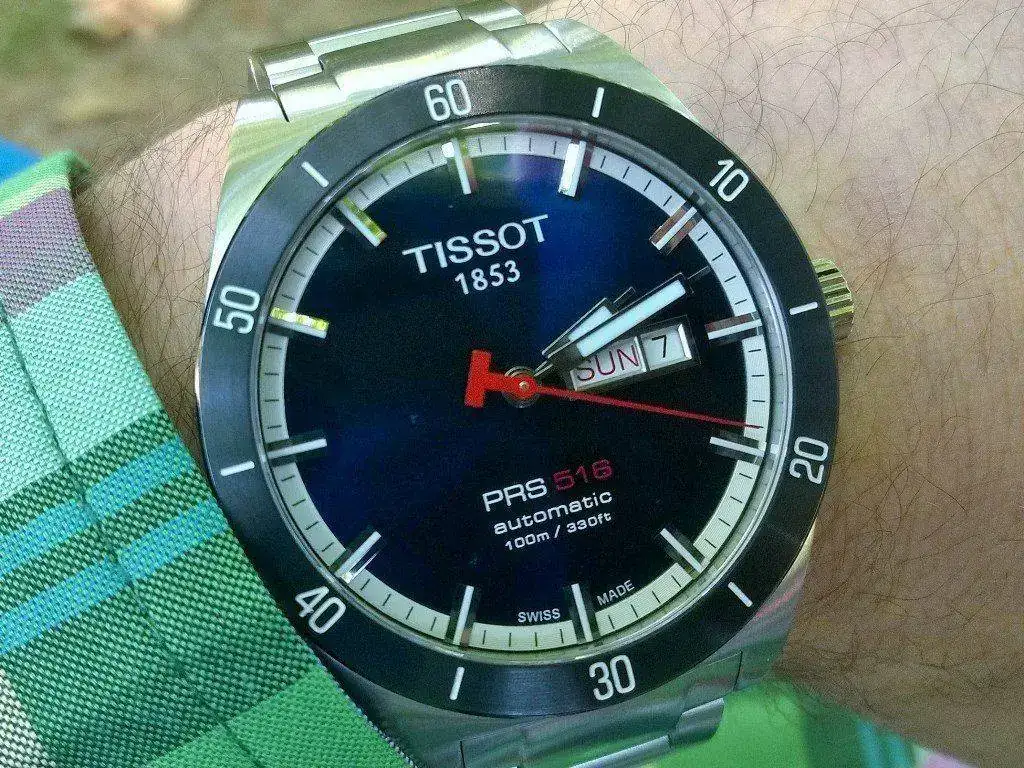 60
10
20
30
40
50
TISSOT
1853
SUN 7
PRS 516
automatic
100m / 330ft
SWISS MADE